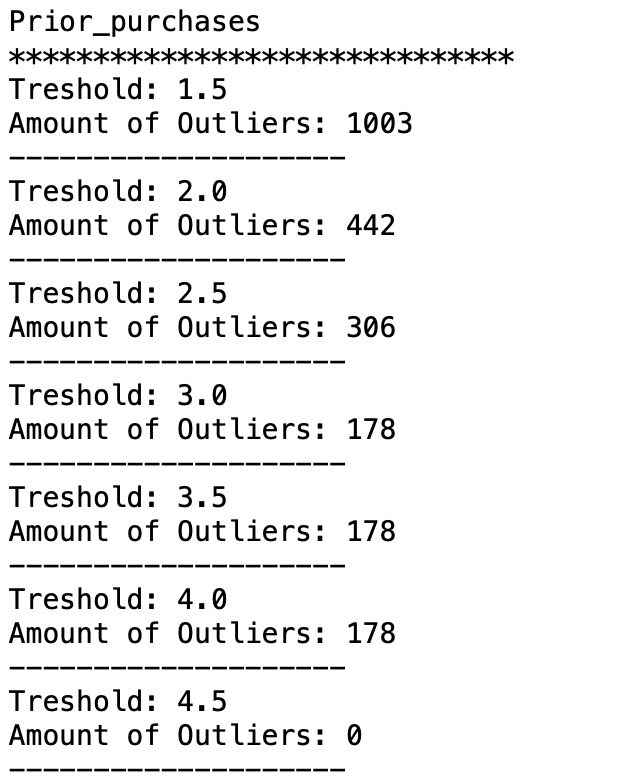 Prior_purchases
******************************
Treshold: 1.5
Amount of Outliers: 1003
--------------------
Treshold: 2.0
Amount of Outliers: 442
--------------------
Treshold: 2.5
Amount of Outliers: 306
--------------------
Treshold: 3.0
Amount of Outliers: 178
--------------------
Treshold: 3.5
Amount of Outliers: 178
--------------------
Treshold: 4.0
Amount of Outliers: 178
--------------------
Treshold: 4.5
Amount of Outliers: 0
--------------------